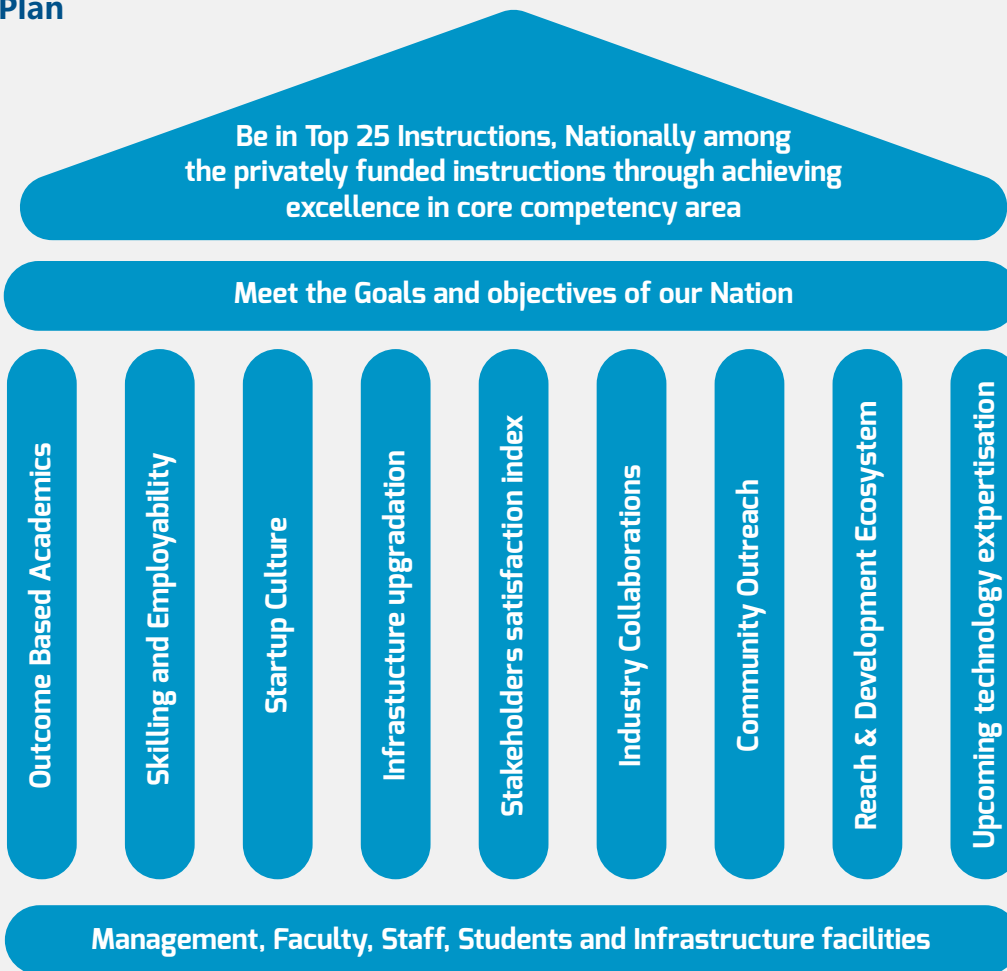 Plan
Be in Top 25 Instructions, Nationally among
the privately funded instructions through achieving
excellence in core competency area
Meet the Goals and objectives of our Nation
Outcome Based Academics
Skilling and Employability
Startup Culture
Infrastucture upgradation
Stakeholders satisfaction index
Industry Collaborations
Community Outreach
Reach & Development Ecosystem
Upcoming technology extpertisation
Management, Faculty, Staff, Students and Infrastructure facilities